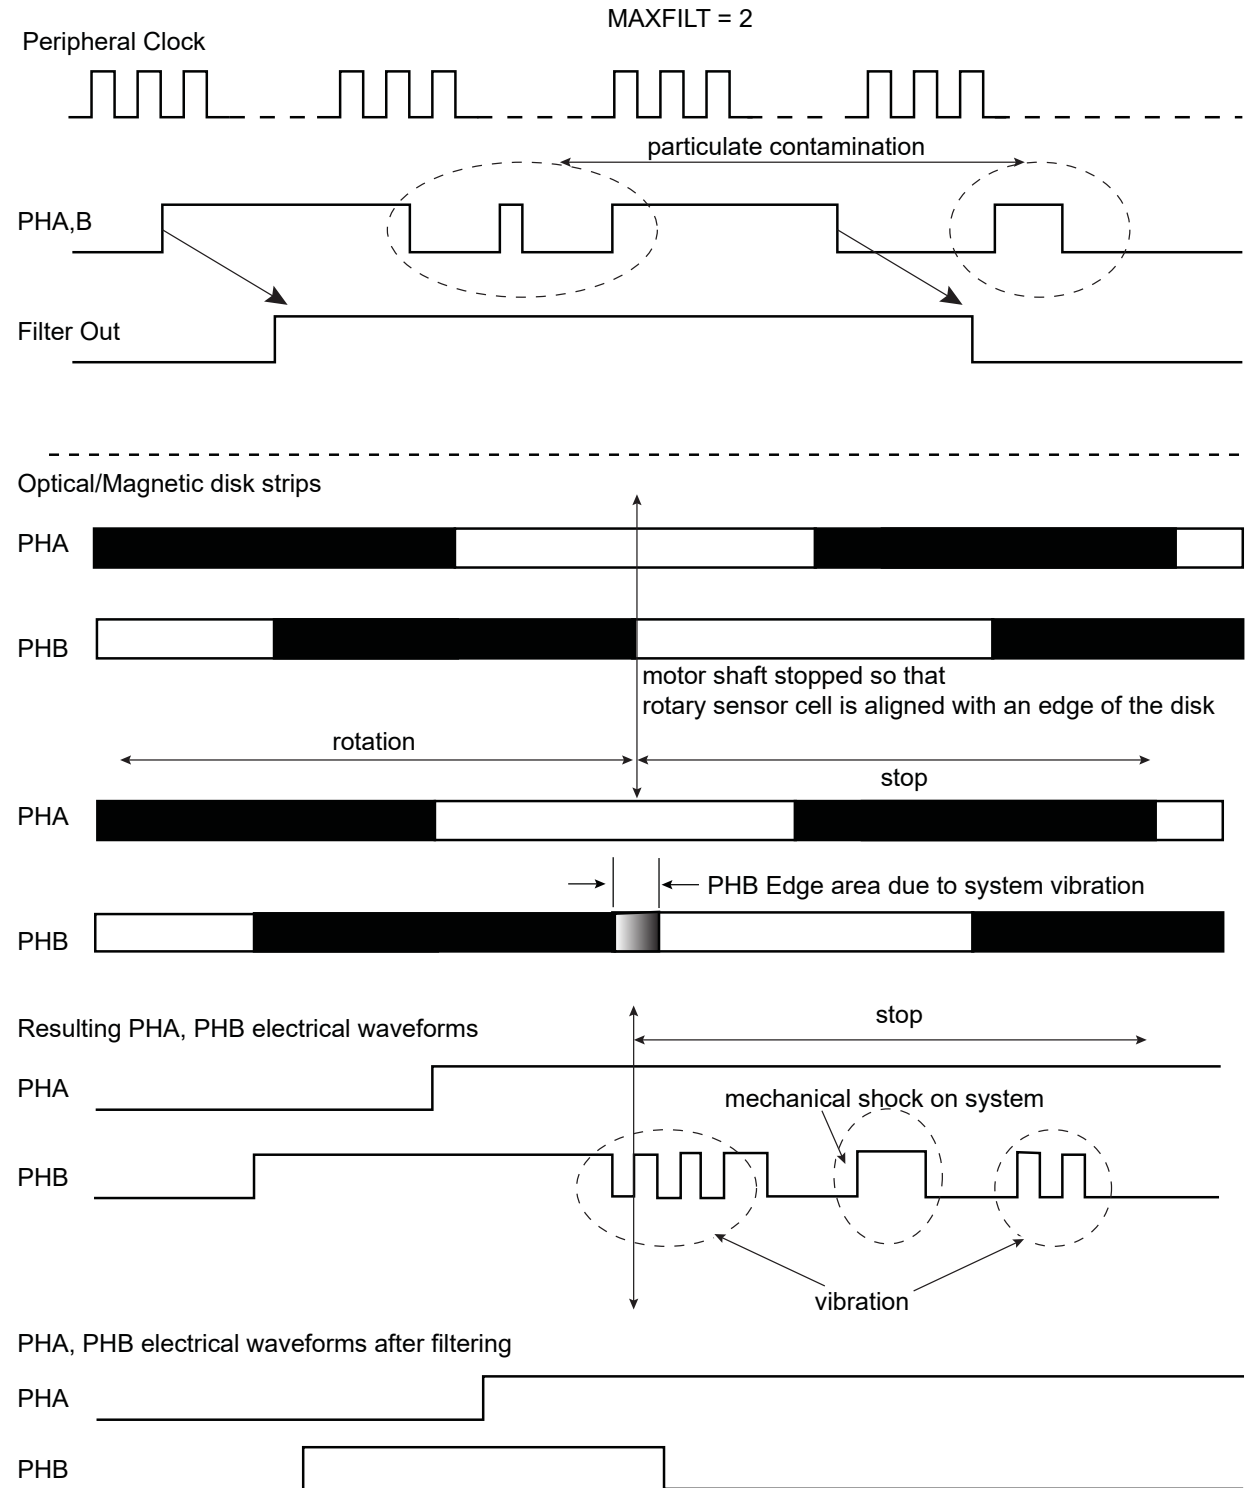 MAXFILT = 2
Peripheral Clock
particulate contamination
PHA,B
Filter Out
Optical/Magnetic disk strips
PHA
PHB
motor shaft stopped so that
rotary sensor cell is aligned with an edge of the disk
rotation
stop
PHA
PHB Edge area due to system vibration
PHB
Resulting PHA, PHB electrical waveforms
stop
PHA
mechanical shock on system
PHB
vibration
PHA, PHB electrical waveforms after filtering
PHA
PHB